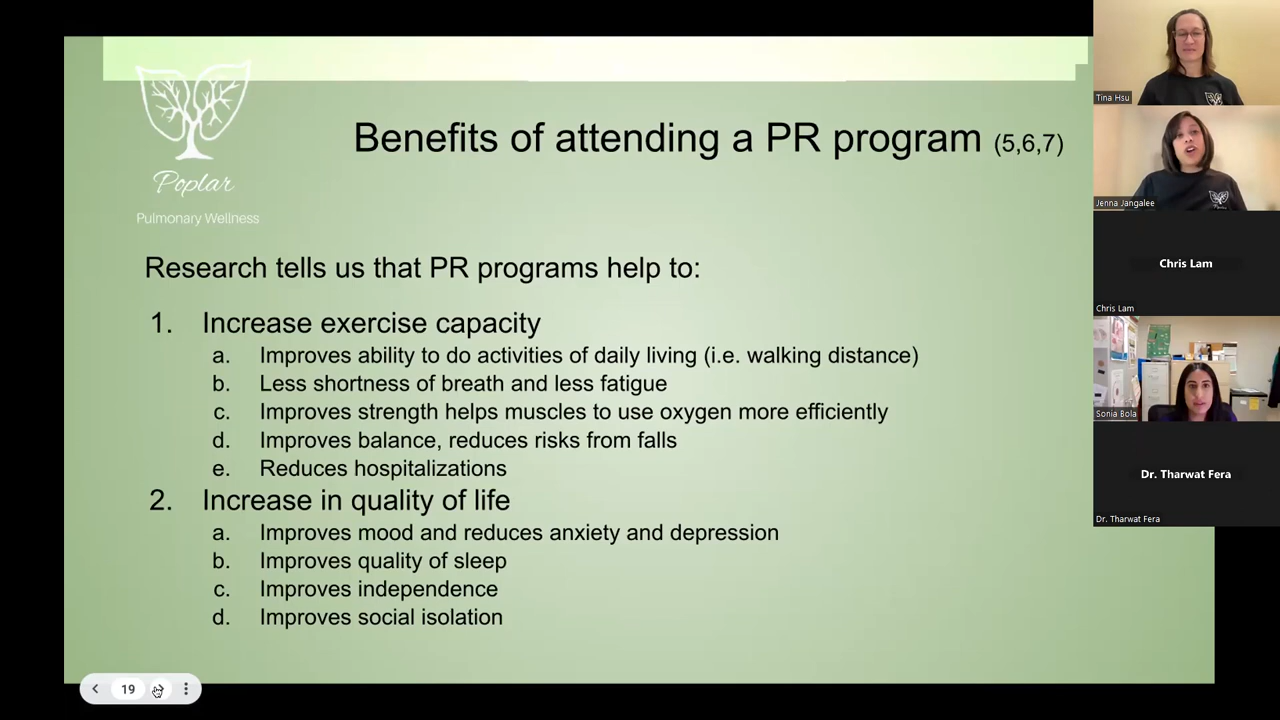 Poplar
Pulmonary Wellness
Benefits of attending a PR program (5,6,7)
Research tells us that PR programs help to:
1. Increase exercise capacity
a. Improves ability to do activities of daily living (i.e. walking distance)
b. Less shortness of breath and less fatigue
c. Improves strength helps muscles to use oxygen more efficiently
d. Improves balance, reduces risks from falls
e. Reduces hospitalizations
2. Increase in quality of life
a. Improves mood and reduces anxiety and depression
b. Improves quality of sleep
c. Improves independence
d. Improves social isolation
19
Tina Hsu
Jenna Jangalee
Chris Lam
Chris Lam
Sonia Bola
Dr. Tharwat Fera
Dr. Tharwat Fera